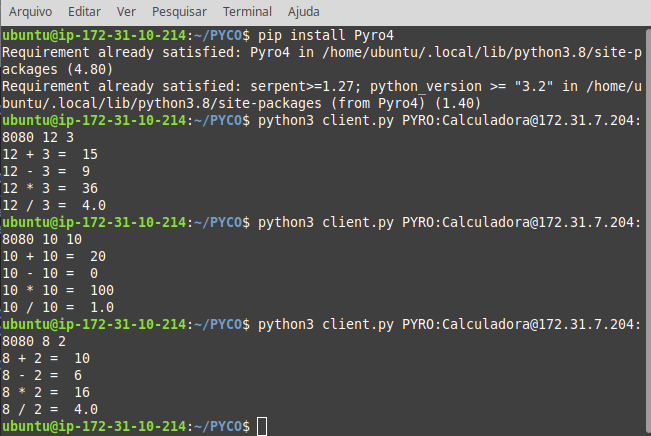 Arquivo Editar Ver Pesquisar Terminal Ajuda
ubuntu@ip-172-31-10-214:~/PYCO$ pip install Pyro4
Requirement already satisfied: Pyro4 in /home/ubuntu/.local/lib/python3.8/site-p
ackages (4.80)
Requirement already satisfied: serpent>=1.27; python_version >= "3.2" in /home/u
buntu/.local/lib/python3.8/site-packages (from Pyro4) (1.40)
ubuntu@ip-172-31-10-214:~/PYCO$ python3 client.py PYRO:Calculadora@172.31.7.204:
8080 12 3
12 + 3 =  15
12 - 3 =  9
12 * 3 =  36
12 / 3 =  4.0
ubuntu@ip-172-31-10-214:~/PYCO$ python3 client.py PYRO:Calculadora@172.31.7.204:
8080 10 10
10 + 10 =  20
10 - 10 =  0
10 * 10 =  100
10 / 10 =  1.0
ubuntu@ip-172-31-10-214:~/PYCO$ python3 client.py PYRO:Calculadora@172.31.7.204:
8080 8 2
8 + 2 =  10
8 - 2 =  6
8 * 2 =  16
8 / 2 =  4.0
ubuntu@ip-172-31-10-214:~/PYCO$